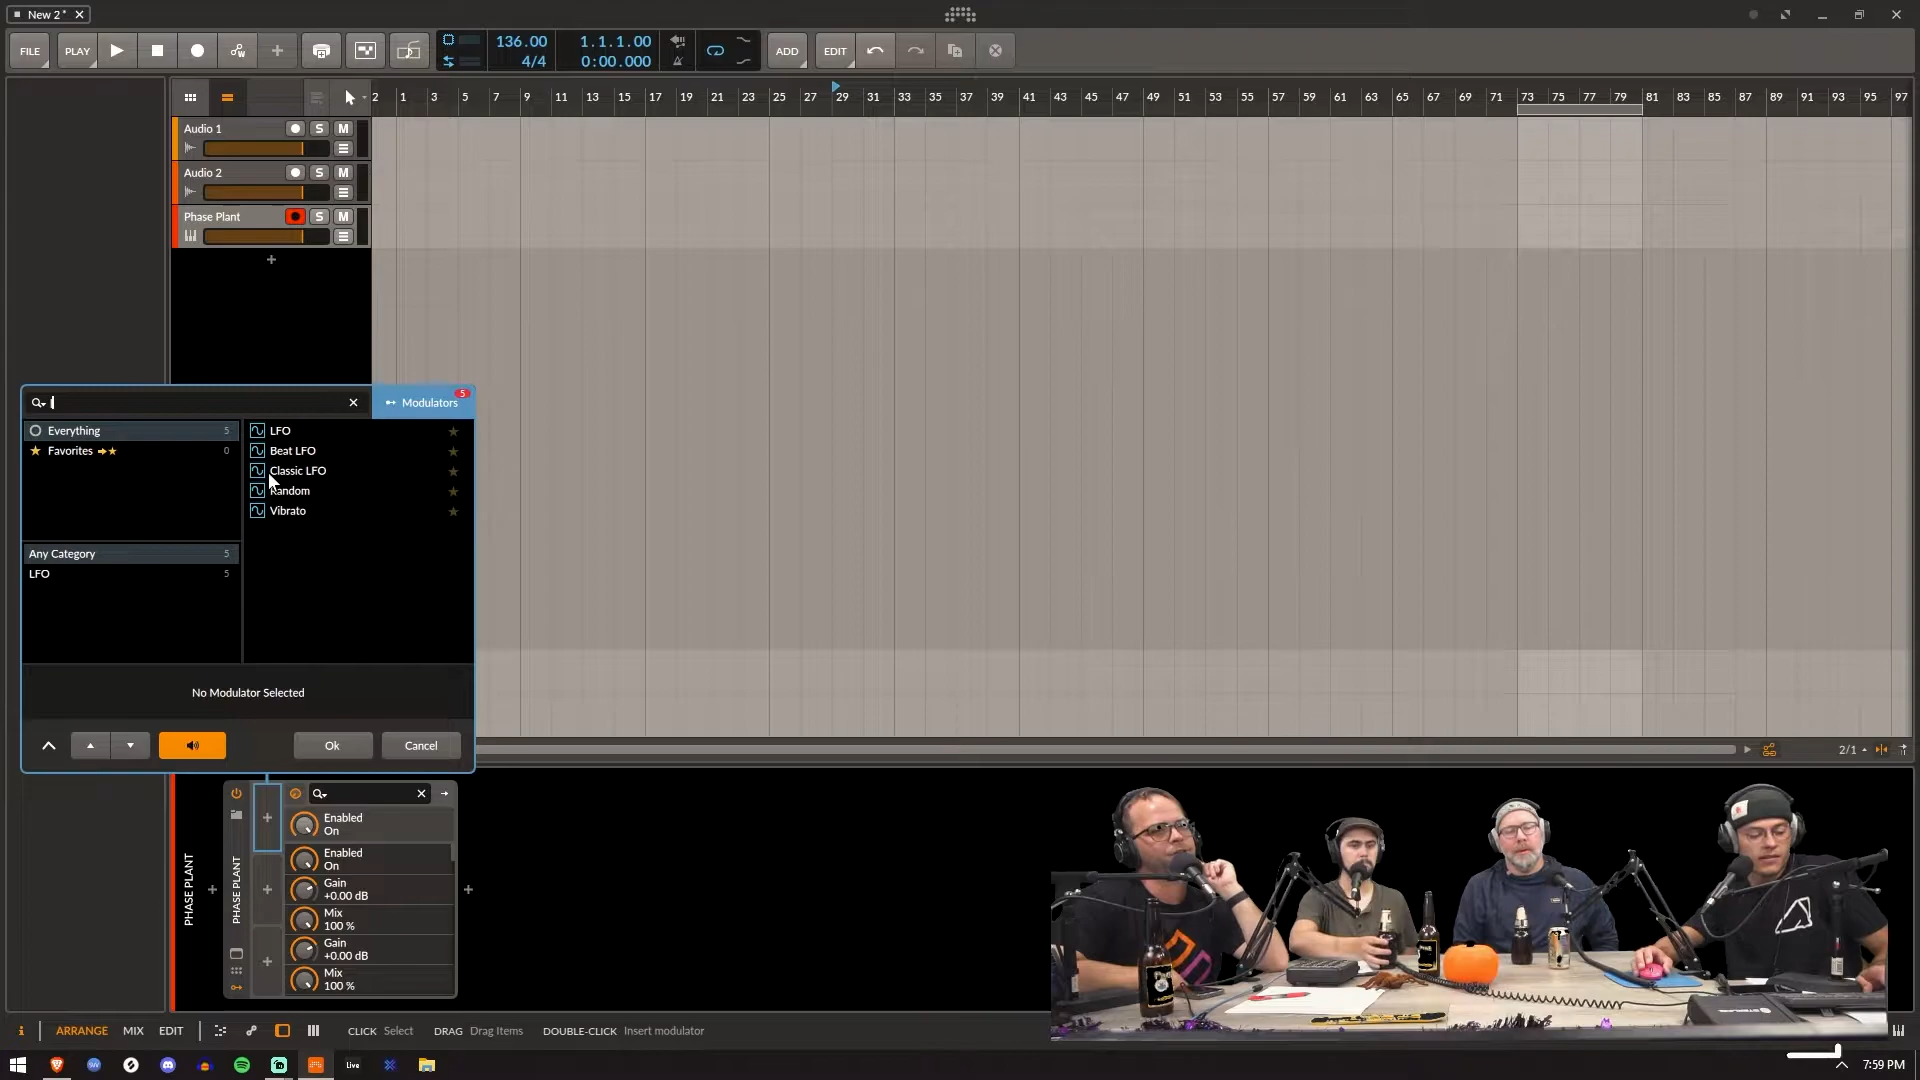 New 2 *
FILE
PLAY
136.00
4/4
1.1.1.00
0:00.000
ADD
EDIT
2 1 3 5 7 9 11 13 15 17 19 21 23 25 27 29 31 33 35 37 39 41 43 45 47 49 51 53 55 57 59 61 63 65 67 69 71 73 75 77 79 81 83 85 87 89 91 93 95 97
Audio 1 S M
Audio 2 S M
Phase Plant S M
l
Modulators 5
Everything 5
Favorites 0
LFO
Beat LFO
Classic LFO
Random
Vibrato
Any Category 5
LFO 5
No Modulator Selected
Ok
Cancel
2/1
PHASE PLANT
PHASE PLANT
Enabled
On
Enabled
On
Gain
+0.00 dB
Mix
100 %
Gain
+0.00 dB
Mix
100 %
i ARRANGE MIX EDIT
CLICK Select DRAG Drag Items DOUBLE-CLICK Insert modulator
Live
7:59 PM